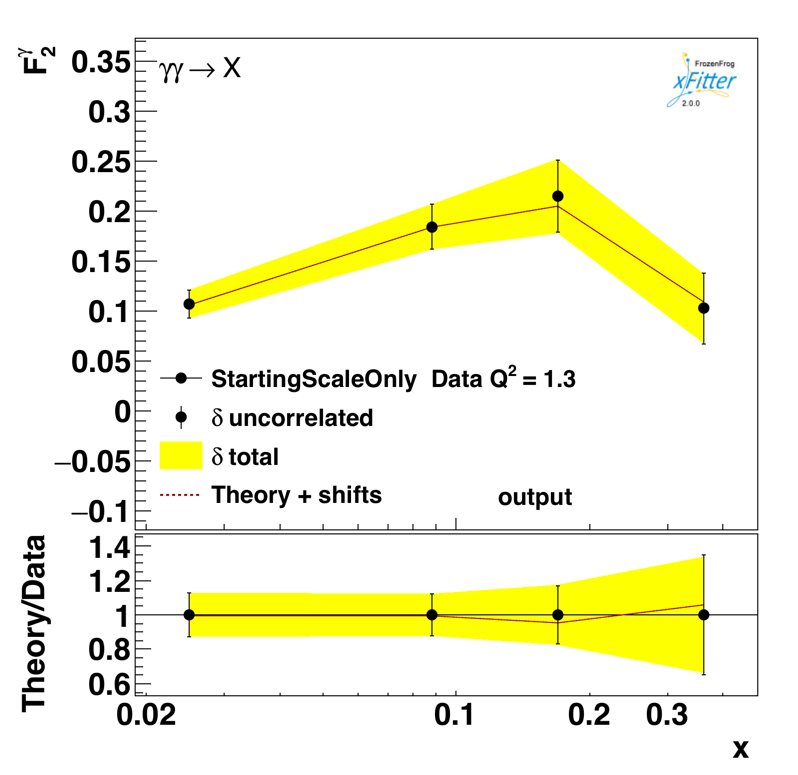 F₂^γ
γγ → X
FrozenFrog
xFitter
2.0.0
0.35
0.3
0.25
0.2
0.15
0.1
0.05
0
−0.05
−0.1
StartingScaleOnly Data Q² = 1.3
δ uncorrelated
δ total
Theory + shifts output
Theory/Data
1.4
1.2
1
0.8
0.6
0.02 0.1 0.2 0.3
x